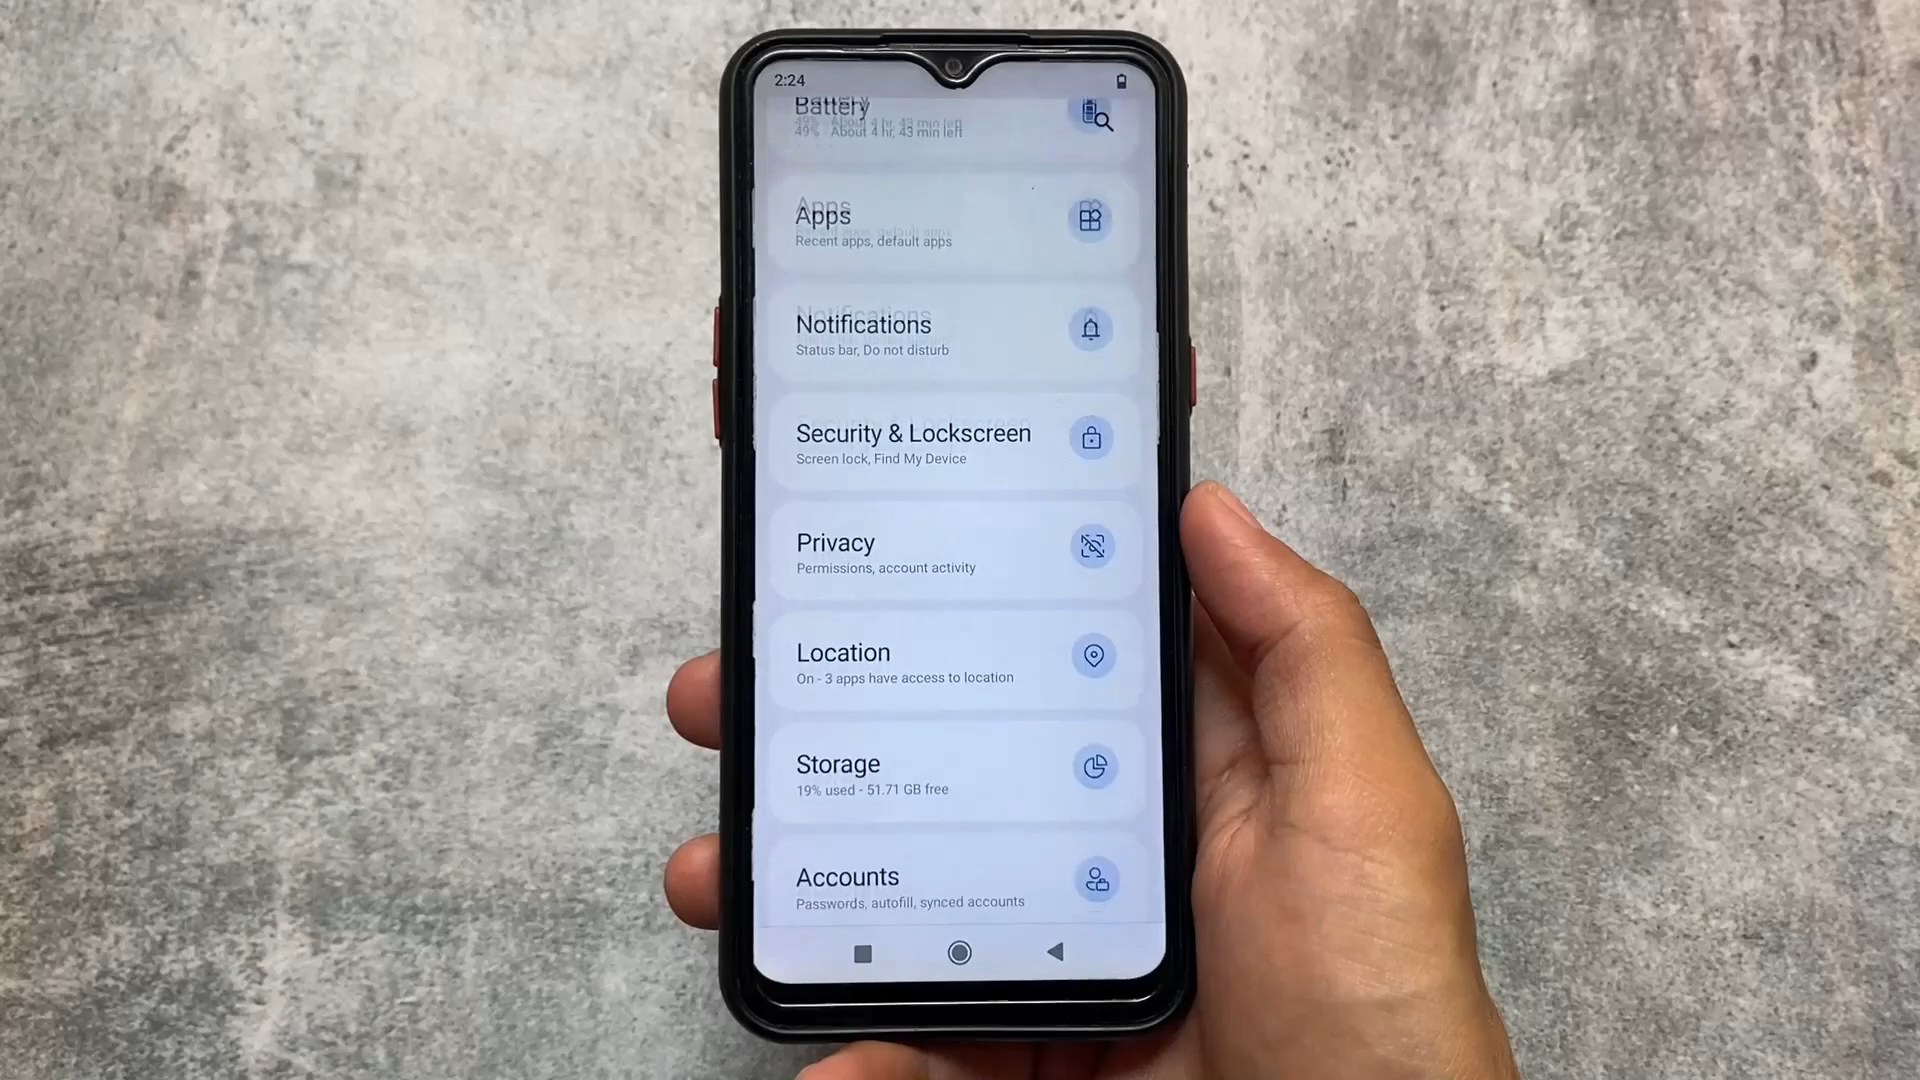 2:24
Battery
49% - About 4 hr, 43 min left
Apps
Recent apps, default apps
Notifications
Status bar, Do not disturb
Security & Lockscreen
Screen lock, Find My Device
Privacy
Permissions, account activity
Location
On - 3 apps have access to location
Storage
19% used - 51.71 GB free
Accounts
Passwords, autofill, synced accounts